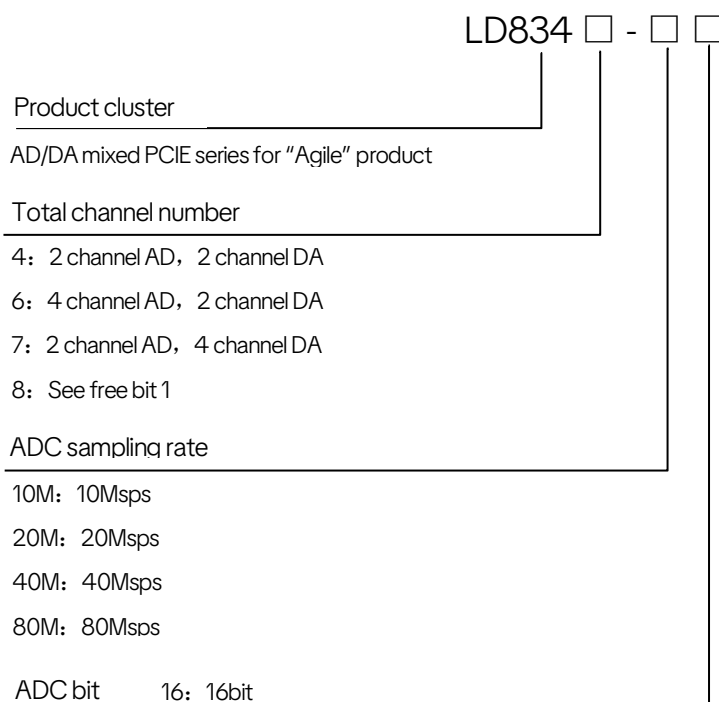 LD834 □ - □ □
Product cluster
AD/DA mixed PCIE series for “Agile” product
Total channel number
4：2 channel AD，2 channel DA
6：4 channel AD，2 channel DA
7：2 channel AD，4 channel DA
8：See free bit 1
ADC sampling rate
10M：10Msps
20M：20Msps
40M：40Msps
80M：80Msps
ADC bit 16：16bit